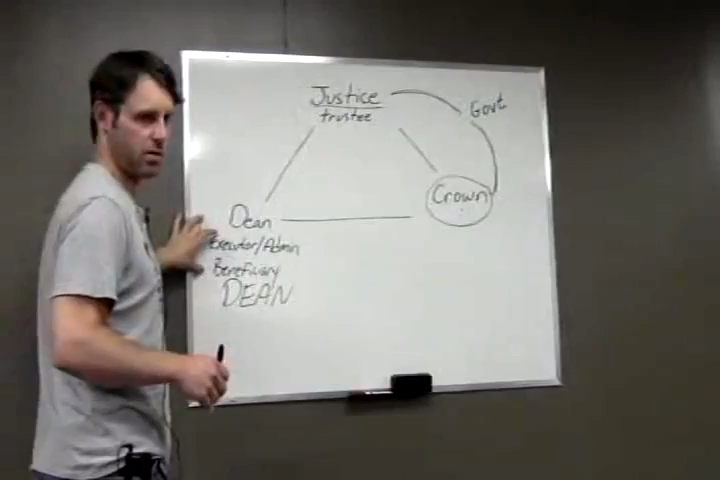 Justice
trustee
Govt
Crown
Dean
Executor/Admin
Beneficiary
DEAN